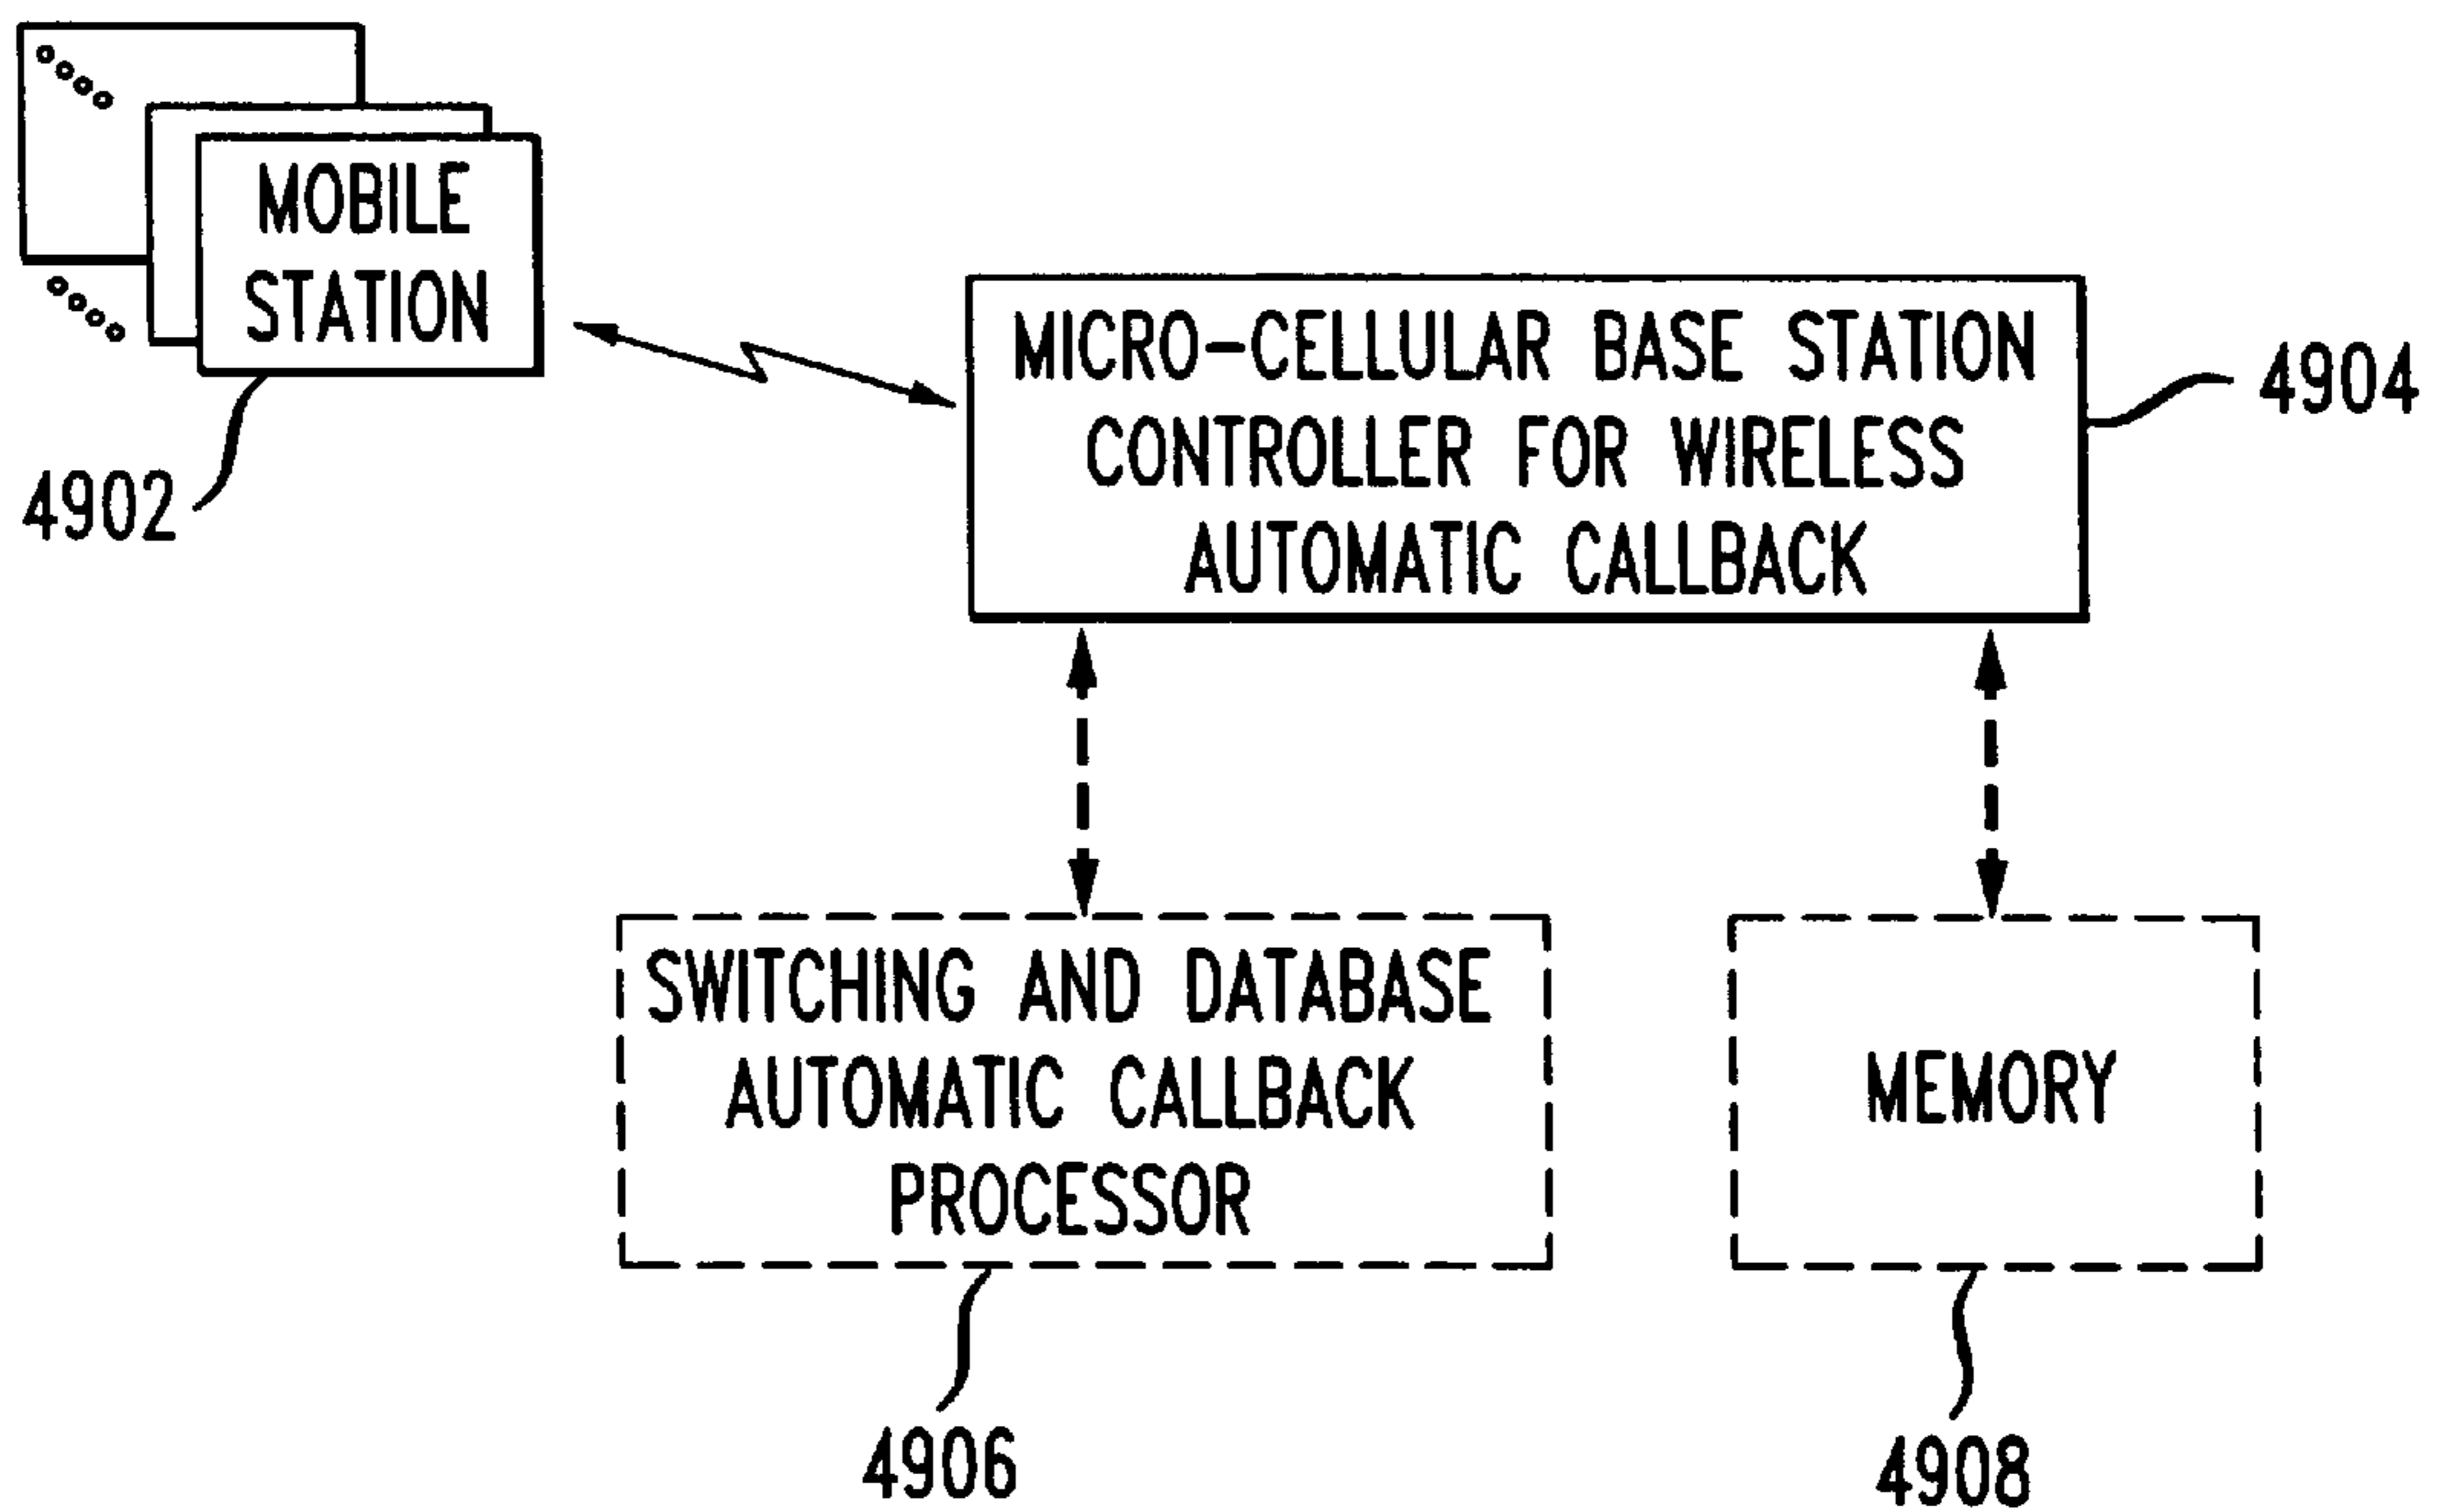 MOBILE
STATION
4902
MICRO-CELLULAR BASE STATION
CONTROLLER FOR WIRELESS
AUTOMATIC CALLBACK
4904
SWITCHING AND DATABASE
AUTOMATIC CALLBACK
PROCESSOR
4906
MEMORY
4908